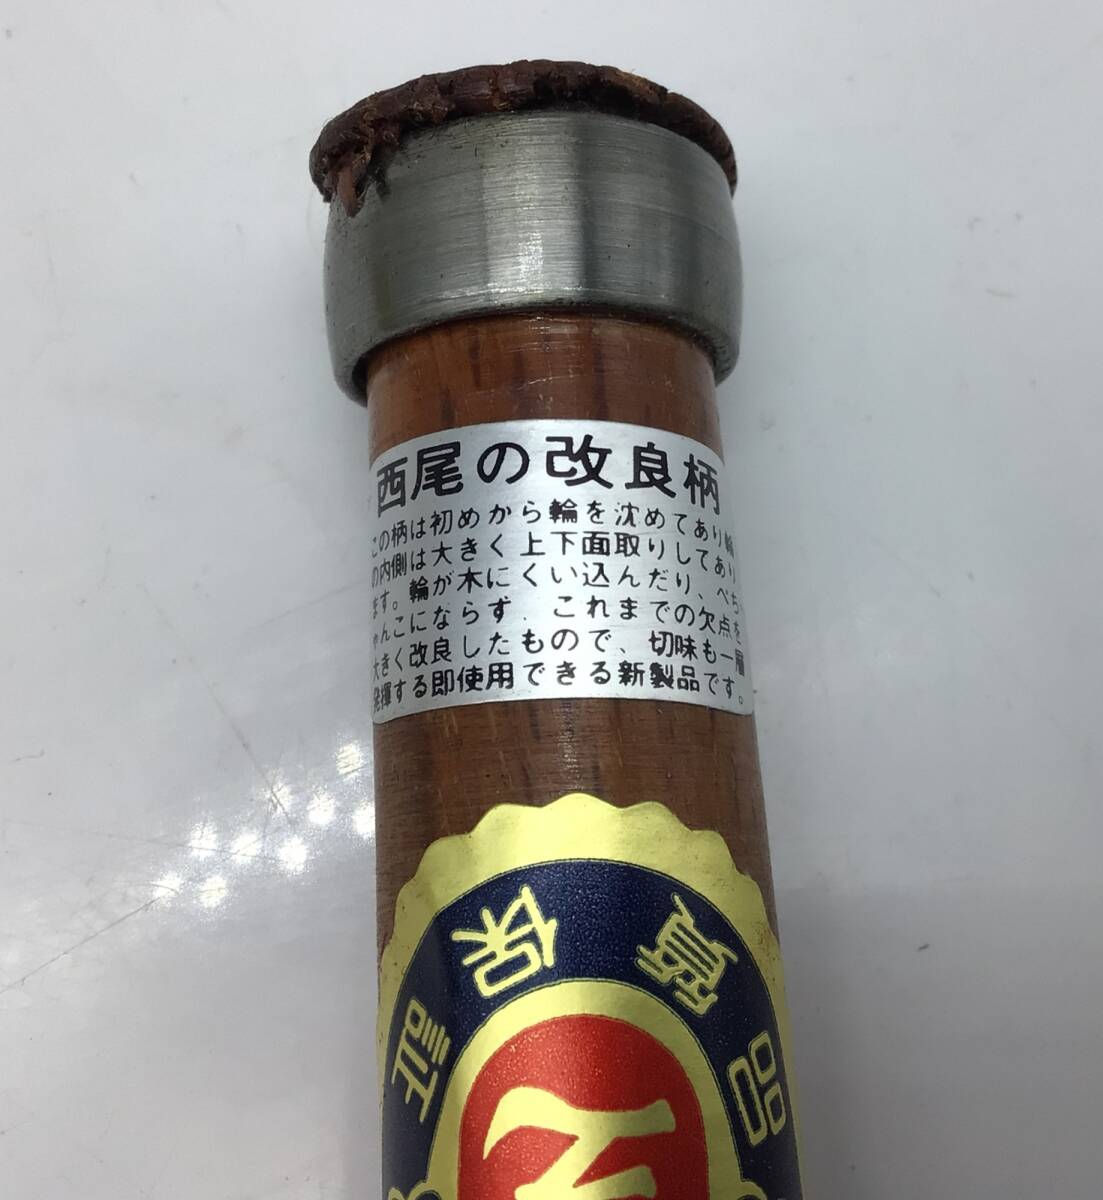 西尾の改良柄
この柄は初めから輪を沈めてあり輪
の内側は大きく上下面取りしてあり
ます。輪が木にくい込んだり、ぺち
ゃんこにならず、これまでの欠点を
大きく改良したもので、切味も一層
発揮する即使用できる新製品です。
品質保証